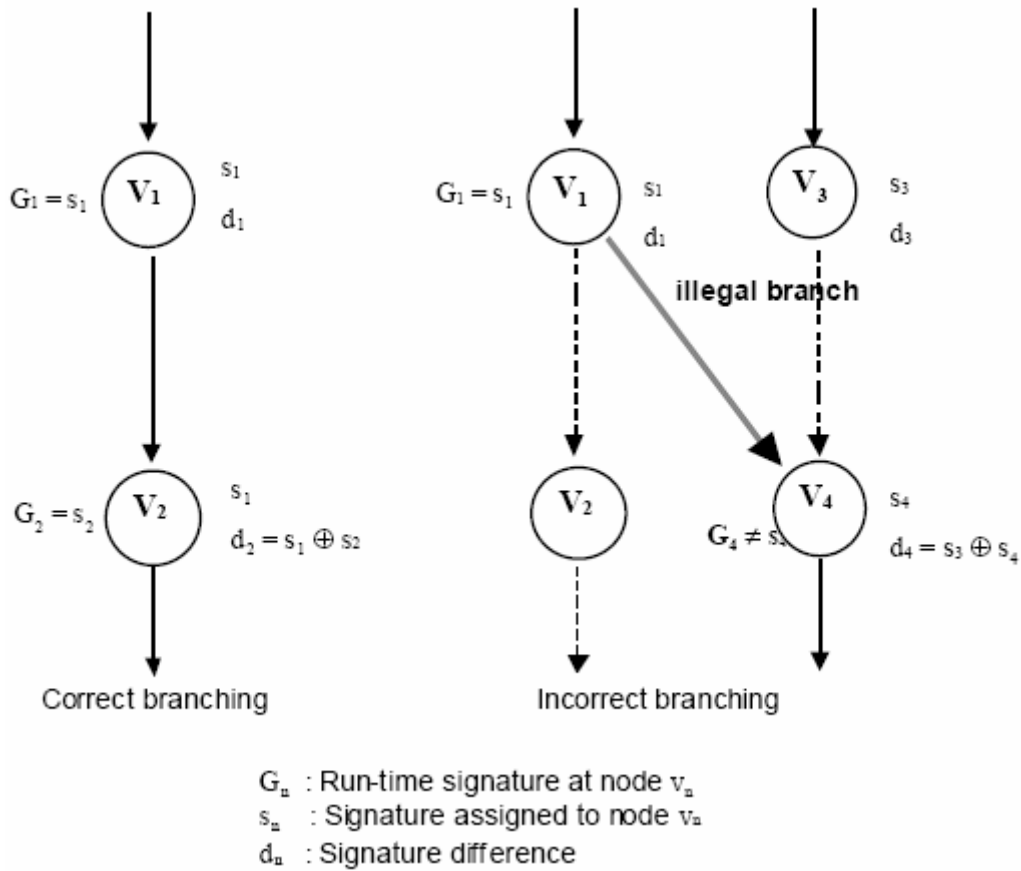 V₁
s₁
G₁ = s₁
d₁
V₂
s₁
G₂ = s₂
d₂ = s₁ ⊕ s₂
Correct branching
V₁
s₁
G₁ = s₁
d₁
V₃
s₃
d₃
illegal branch
V₂
V₄
s₄
G₄ ≠ s
d₄ = s₃ ⊕ s₄
Incorrect branching
Gₙ : Run-time signature at node vₙ
sₙ : Signature assigned to node vₙ
dₙ : Signature difference